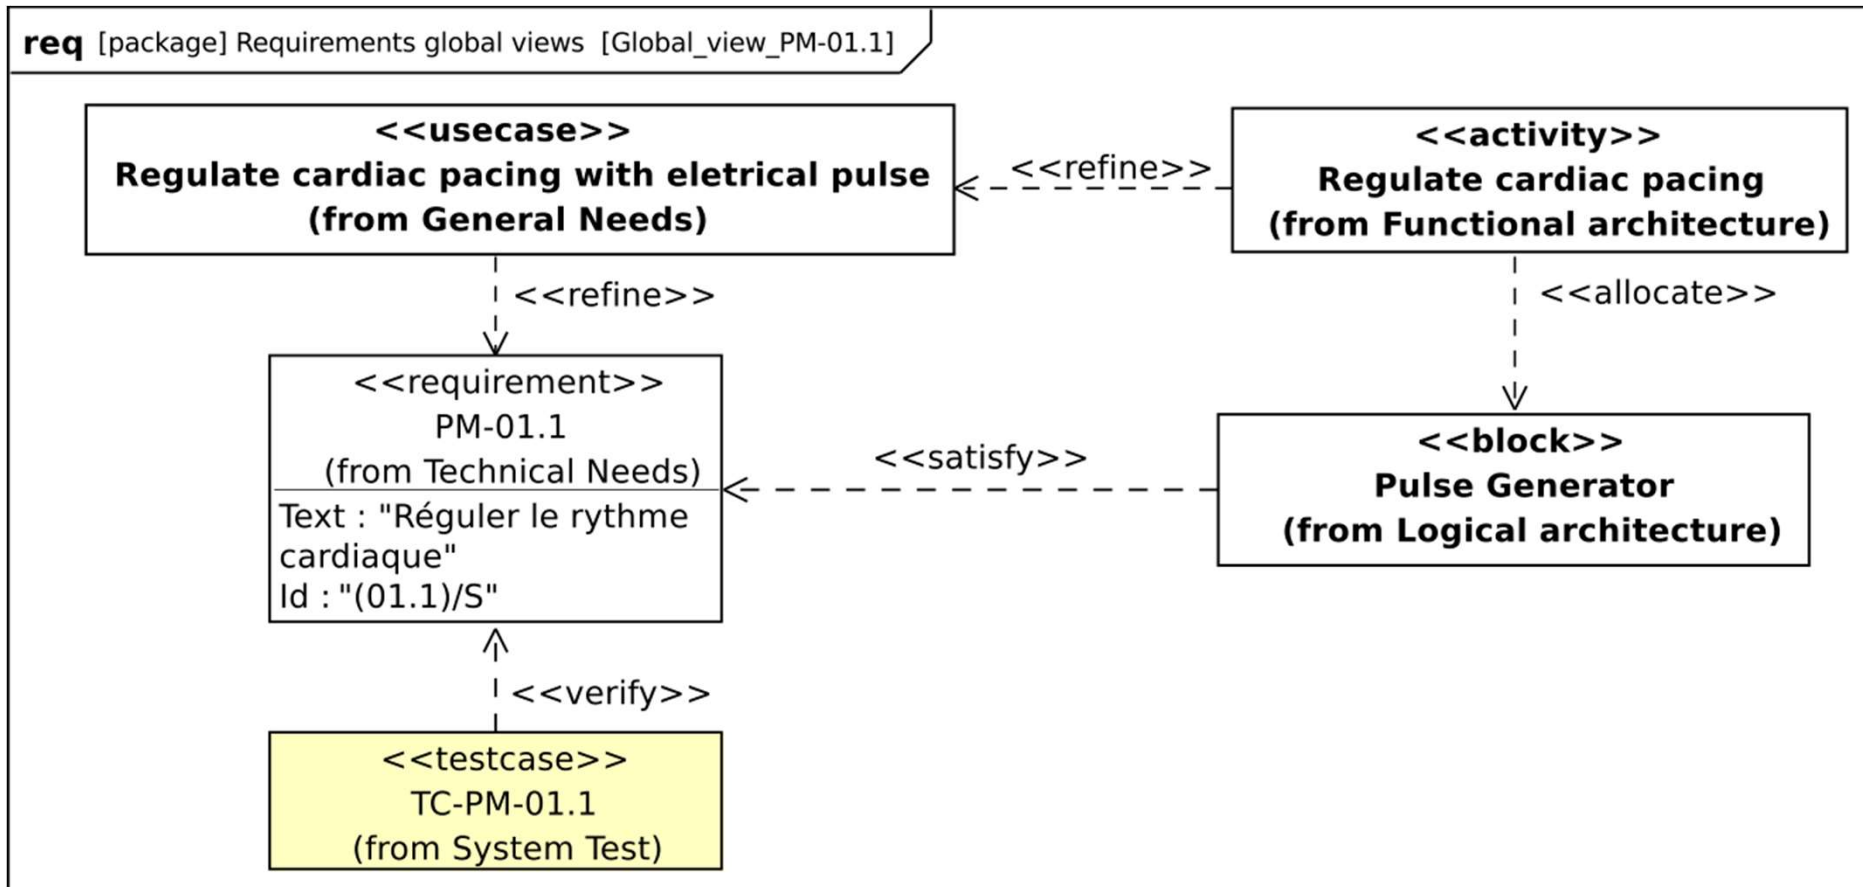 req [package] Requirements global views [Global_view_PM-01.1]
<<usecase>>
Regulate cardiac pacing with eletrical pulse
(from General Needs)
<<refine>>
<<activity>>
Regulate cardiac pacing
(from Functional architecture)
<<refine>>
<<allocate>>
<<requirement>>
PM-01.1
(from Technical Needs)
Text : "Réguler le rythme
cardiaque"
Id : "(01.1)/S"
<<satisfy>>
<<block>>
Pulse Generator
(from Logical architecture)
<<verify>>
<<testcase>>
TC-PM-01.1
(from System Test)